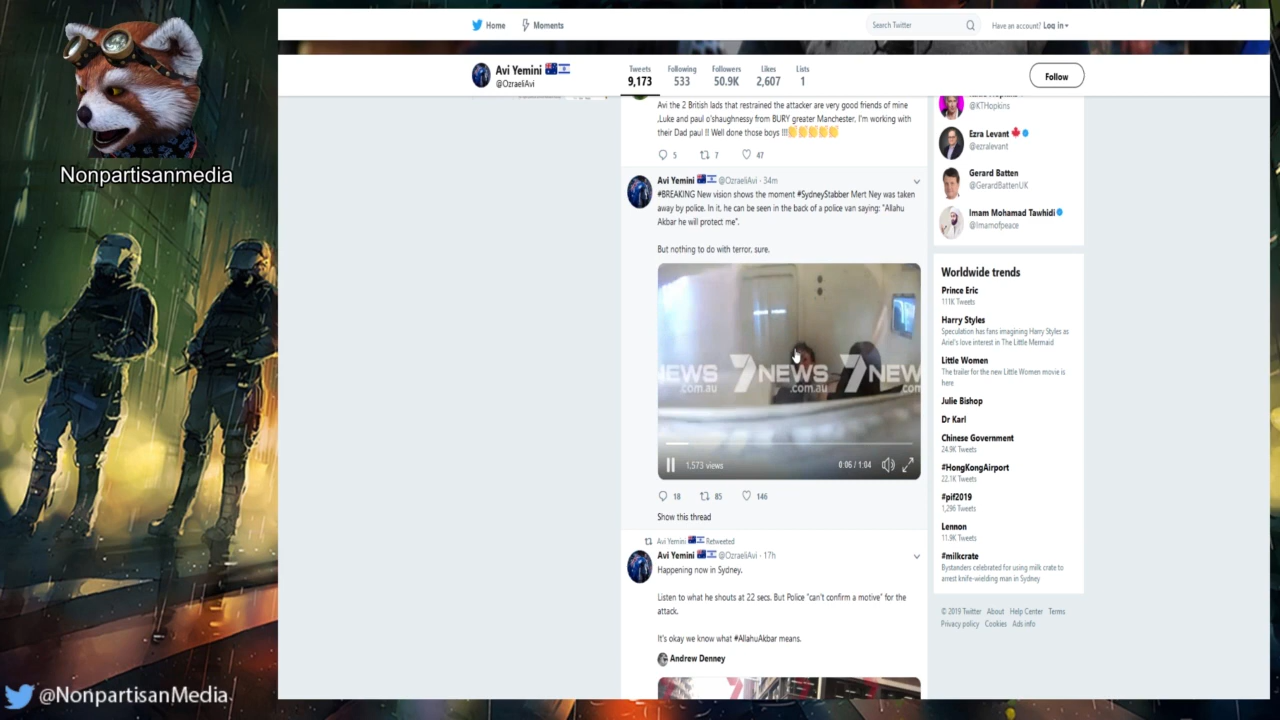 Home
Moments
Search Twitter
Have an account? Log in
Avi Yemini
@OzraeliAvi
Tweets
9,173
Following
533
Followers
50.9K
Likes
2,607
Lists
1
Follow
Avi the 2 British lads that restrained the attacker are very good friends of mine
,Luke and paul o'shaughnessy from BURY greater Manchester, I'm working with
their Dad paul !! Well done those boys !!!
5
7
47
Avi Yemini @OzraeliAvi · 34m
#BREAKING New vision shows the moment #SydneyStabber Mert Ney was taken
away by police. In it, he can be seen in the back of a police van saying: "Allahu
Akbar he will protect me".
But nothing to do with terror, sure.
NEWS 7NEWS 7NEWS
.com.au .com.au .com
1,573 views
0:06 / 1:04
18
85
146
Show this thread
Avi Yemini Retweeted
Avi Yemini @OzraeliAvi · 17h
Happening now in Sydney.
Listen to what he shouts at 22 secs. But Police "can't confirm a motive" for the
attack.
It's okay we know what #AllahuAkbar means.
Andrew Denney
@KTHopkins
Ezra Levant
@ezralevant
Gerard Batten
@GerardBattenUK
Imam Mohamad Tawhidi
@Imamofpeace
Worldwide trends
Prince Eric
111K Tweets
Harry Styles
Speculation has fans imagining Harry Styles as
Ariel's love interest in The Little Mermaid
Little Women
The trailer for the new Little Women movie is
here
Julie Bishop
Dr Karl
Chinese Government
24.9K Tweets
#HongKongAirport
22.1K Tweets
#pif2019
1,296 Tweets
Lennon
11.9K Tweets
#milkcrate
Bystanders celebrated for using milk crate to
arrest knife-wielding man in Sydney
© 2019 Twitter About Help Center Terms
Privacy policy Cookies Ads info
Nonpartisanmedia
@NonpartisanMedia